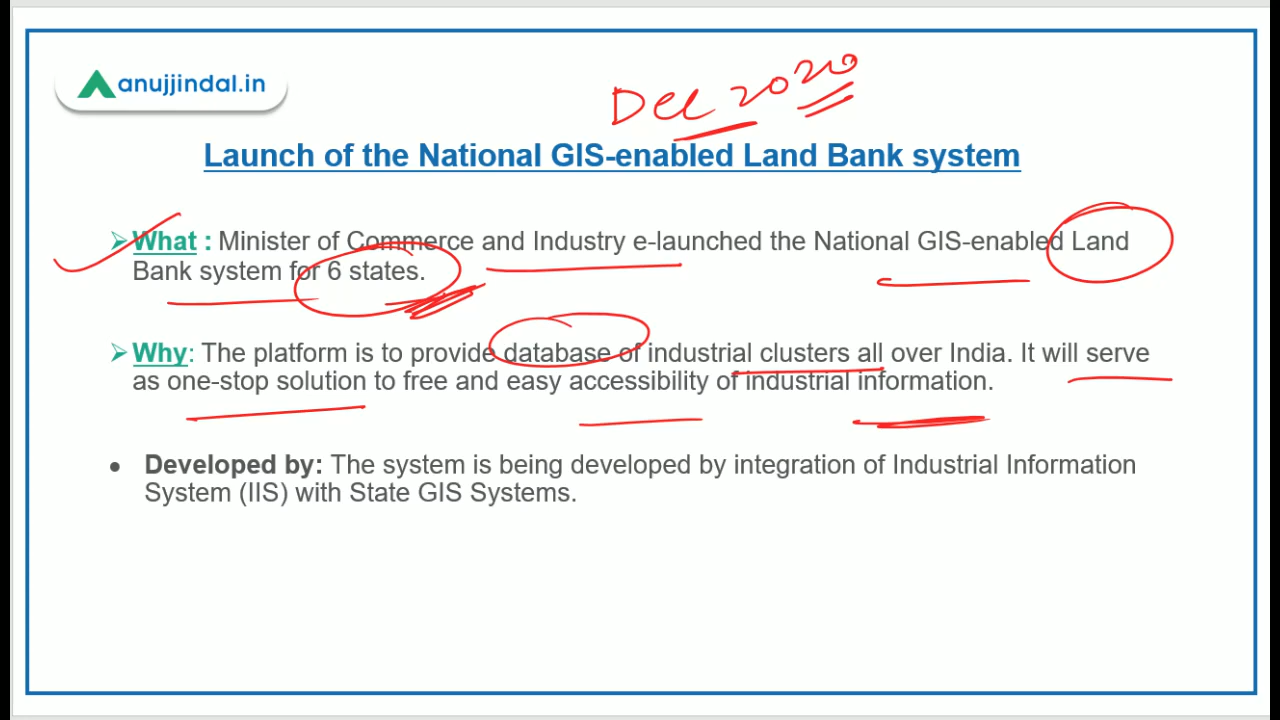 anujjindal.in
Dec 2020
Launch of the National GIS-enabled Land Bank system
➢ What : Minister of Commerce and Industry e-launched the National GIS-enabled Land
Bank system for 6 states.
➢ Why: The platform is to provide database of industrial clusters all over India. It will serve
as one-stop solution to free and easy accessibility of industrial information.
● Developed by: The system is being developed by integration of Industrial Information
System (IIS) with State GIS Systems.